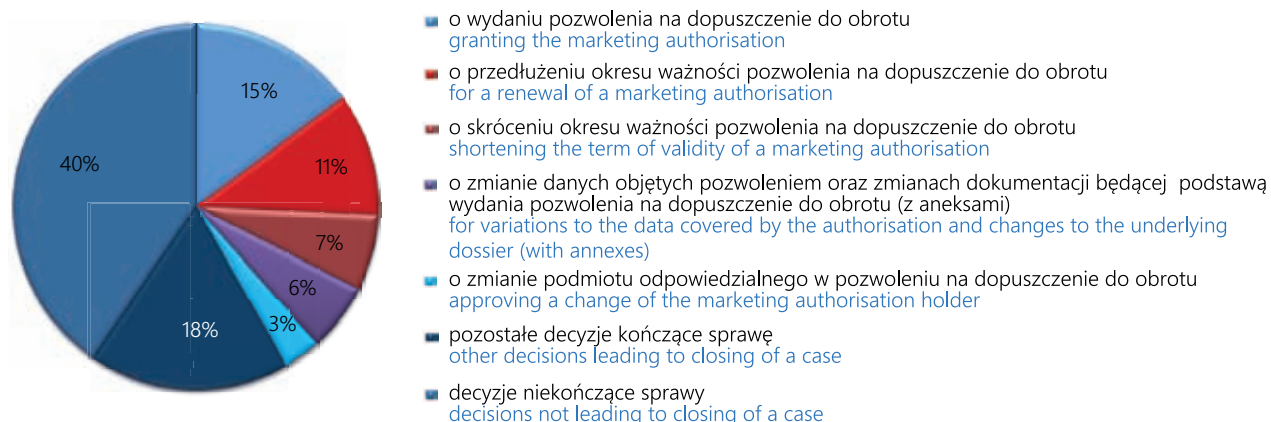 15%
11%
7%
6%
3%
18%
40%
o wydaniu pozwolenia na dopuszczenie do obrotu
granting the marketing authorisation
o przedłużeniu okresu ważności pozwolenia na dopuszczenie do obrotu
for a renewal of a marketing authorisation
o skróceniu okresu ważności pozwolenia na dopuszczenie do obrotu
shortening the term of validity of a marketing authorisation
o zmianie danych objętych pozwoleniem oraz zmianach dokumentacji będącej podstawą
wydania pozwolenia na dopuszczenie do obrotu (z aneksami)
for variations to the data covered by the authorisation and changes to the underlying
dossier (with annexes)
o zmianie podmiotu odpowiedzialnego w pozwoleniu na dopuszczenie do obrotu
approving a change of the marketing authorisation holder
pozostałe decyzje kończące sprawę
other decisions leading to closing of a case
decyzje niekończące sprawy
decisions not leading to closing of a case